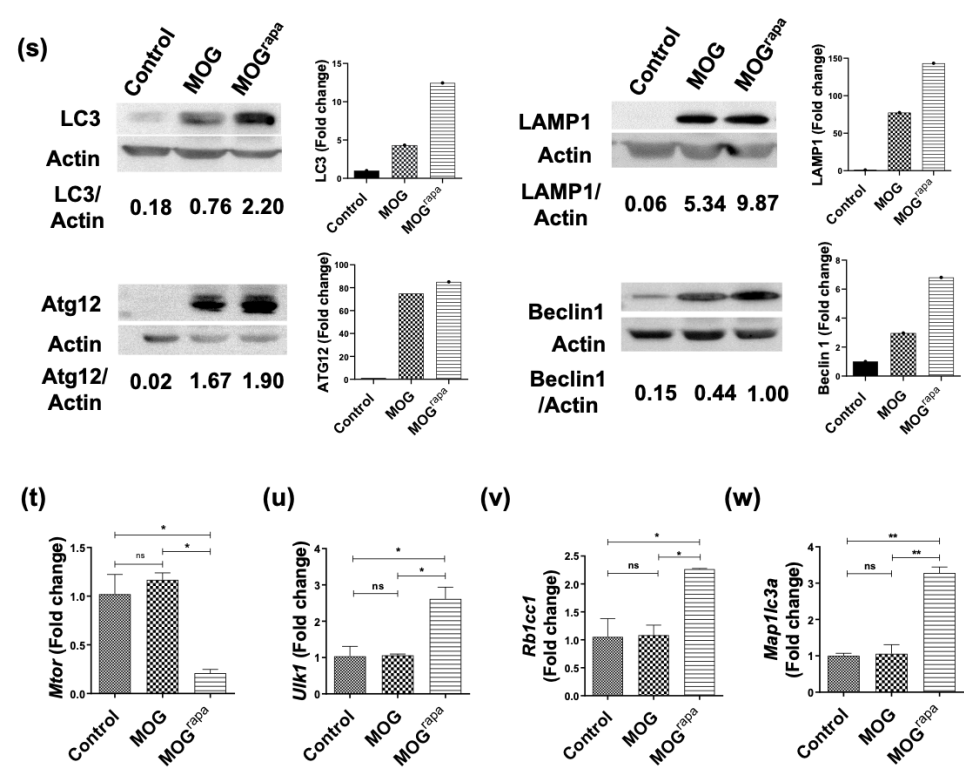 (s)
Control MOG MOGrapa
LC3
Actin
LC3/
Actin
0.18 0.76 2.20
LC3 (Fold change)
15
10
5
0
Control MOG MOGrapa
Control MOG MOGrapa
LAMP1
Actin
LAMP1/
Actin
0.06 5.34 9.87
LAMP1 (Fold change)
150
100
50
0
Control MOG MOGrapa
Atg12
Actin
Atg12/
Actin
0.02 1.67 1.90
ATG12 (Fold change)
100
80
60
40
20
0
Control MOG MOGrapa
Beclin1
Actin
Beclin1
/Actin
0.15 0.44 1.00
Beclin 1 (Fold change)
8
6
4
2
0
Control MOG MOGrapa
(t)
Mtor (Fold change)
1.5
1.0
0.5
0.0
*
ns
*
Control MOG MOGrapa
(u)
Ulk1 (Fold change)
4
3
2
1
0
*
*
ns
Control MOG MOGrapa
(v)
Rb1cc1
(Fold change)
2.5
2.0
1.5
1.0
0.5
0.0
*
*
ns
Control MOG MOGrapa
(w)
Map1lc3a
(Fold change)
4
3
2
1
0
**
**
ns
Control MOG MOGrapa